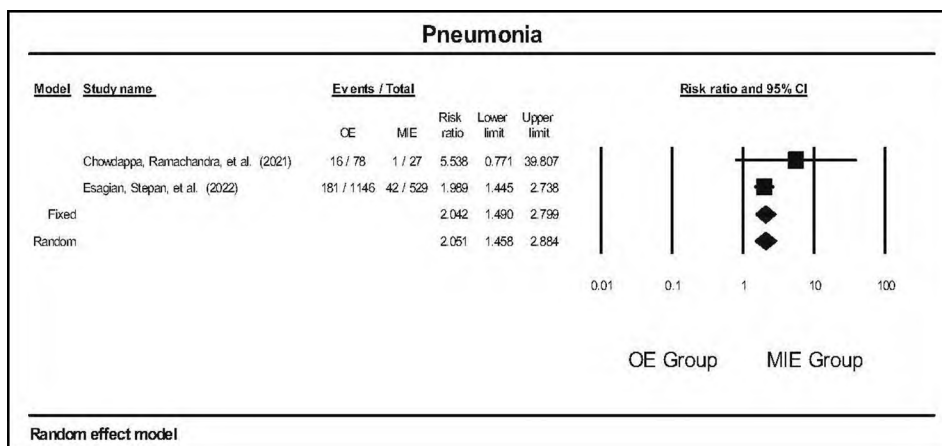 Pneumonia
Model Study name Events / Total Risk ratio and 95% CI
OE MIE Risk ratio Lower limit Upper limit
Chowdappa, Ramachandra, et al. (2021) 16 / 78 1 / 27 5.538 0.771 39.807
Esagian, Stepan, et al. (2022) 181 / 1146 42 / 529 1.989 1.445 2.738
Fixed 2.042 1.490 2.799
Random 2.051 1.458 2.884
0.01 0.1 1 10 100
OE Group MIE Group
Random effect model